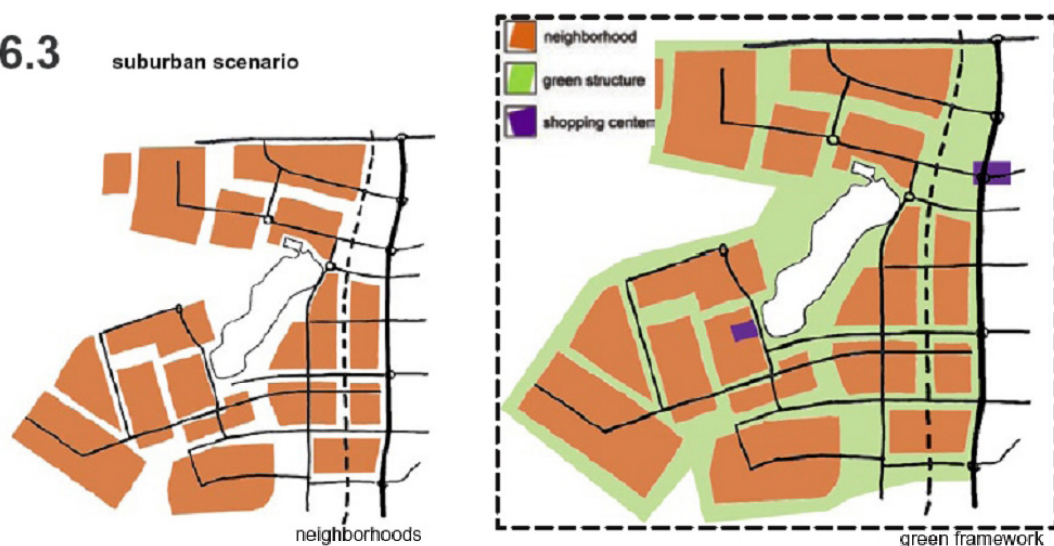 6.3
suburban scenario
neighborhood
green structure
shopping center
neighborhoods
green framework